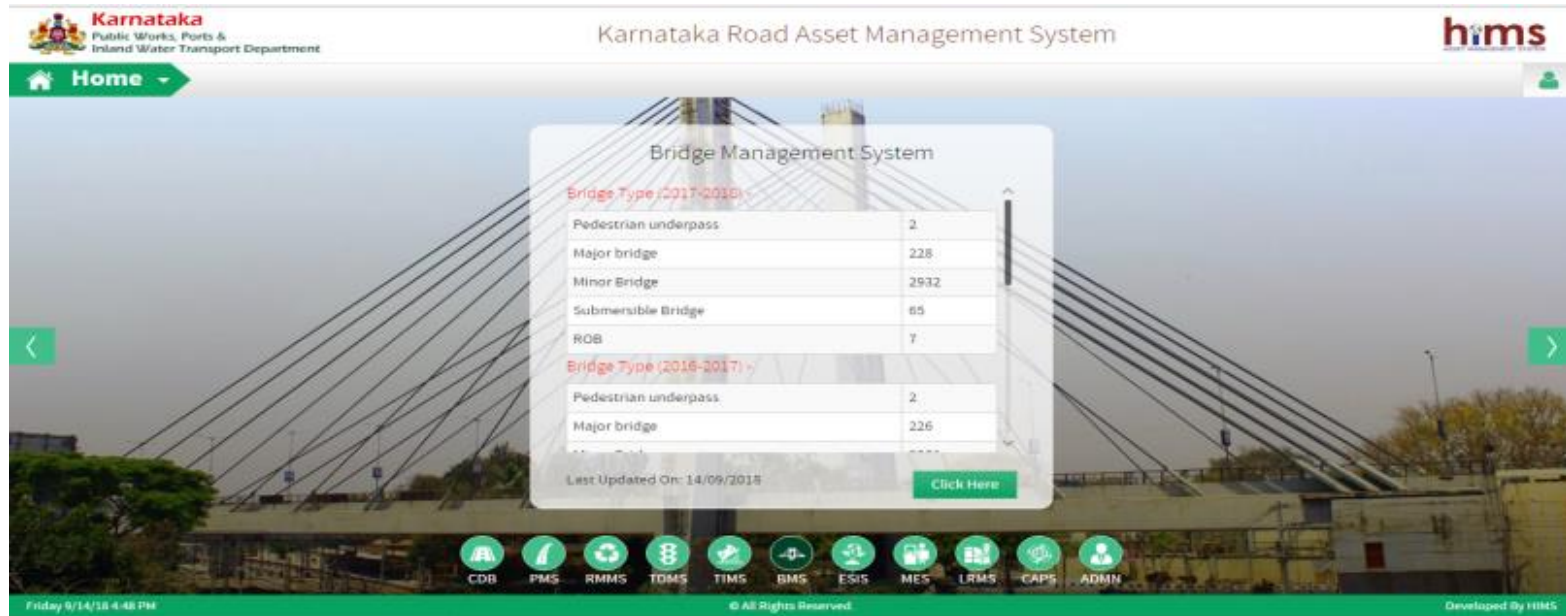 Karnataka
Public Works, Ports &
Inland Water Transport Department
Karnataka Road Asset Management System
hims
Home
Bridge Management System
Bridge Type (2017-2018) -
Pedestrian underpass 2
Major bridge 228
Minor Bridge 2932
Submersible Bridge 65
ROB 7
Bridge Type (2016-2017) -
Pedestrian underpass 2
Major bridge 226
Last Updated On: 14/09/2018
Click Here
CDB PMS RMMS TDMS TIMS BMS ESIS MES LRMS CAPS ADMN
Friday 9/14/18 4:48 PM
© All Rights Reserved.
Developed By HIMS